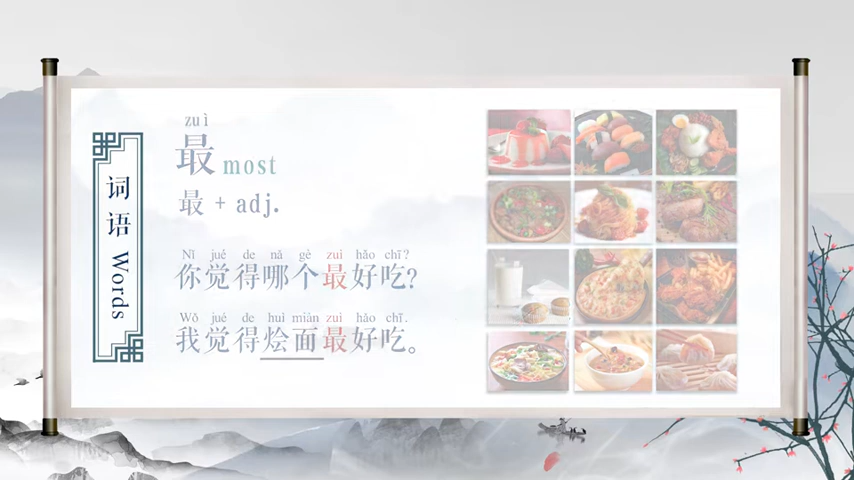 词语 Words
zuì
最 most
最 + adj.
Nǐ jué de nǎ gè zuì hǎo chī?
你觉得哪个最好吃?
Wǒ jué de huì miàn zuì hǎo chī.
我觉得烩面最好吃。